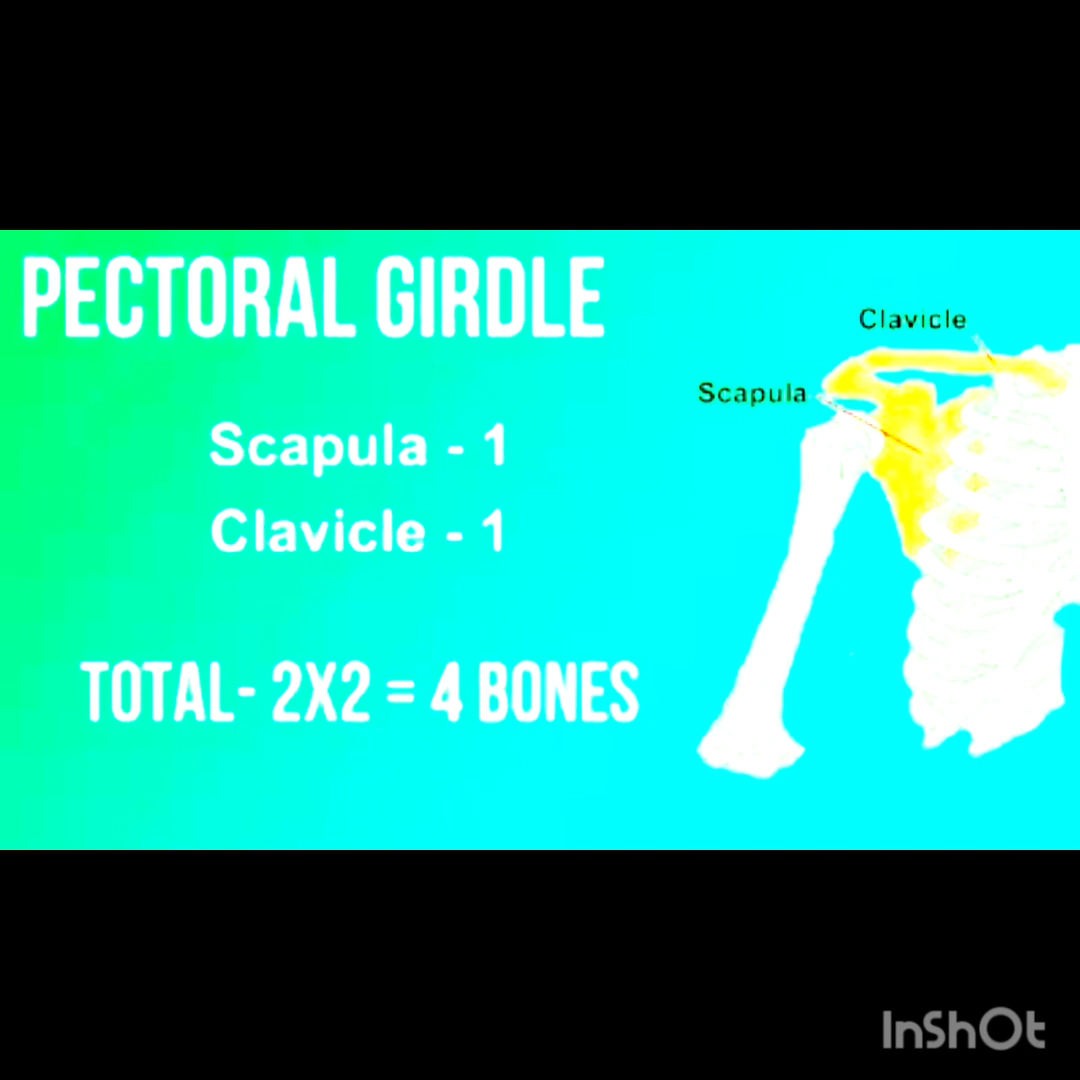 PECTORAL GIRDLE
Clavicle
Scapula
Scapula - 1
Clavicle - 1
TOTAL- 2X2 = 4 BONES
InShOt